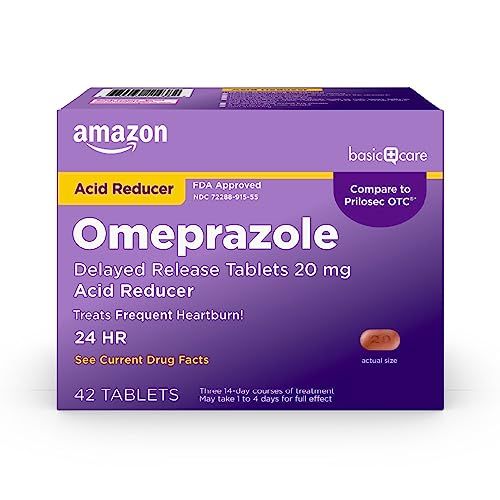 Acid Reducer
amazon
basic care
Acid Reducer
FDA Approved
NDC 72288-915-55
Compare to
Prilosec OTC®*
Omeprazole
Delayed Release Tablets 20 mg
Acid Reducer
Treats Frequent Heartburn!
24 HR
See Current Drug Facts
20
actual size
42 TABLETS
Three 14-day courses of treatment
May take 1 to 4 days for full effect